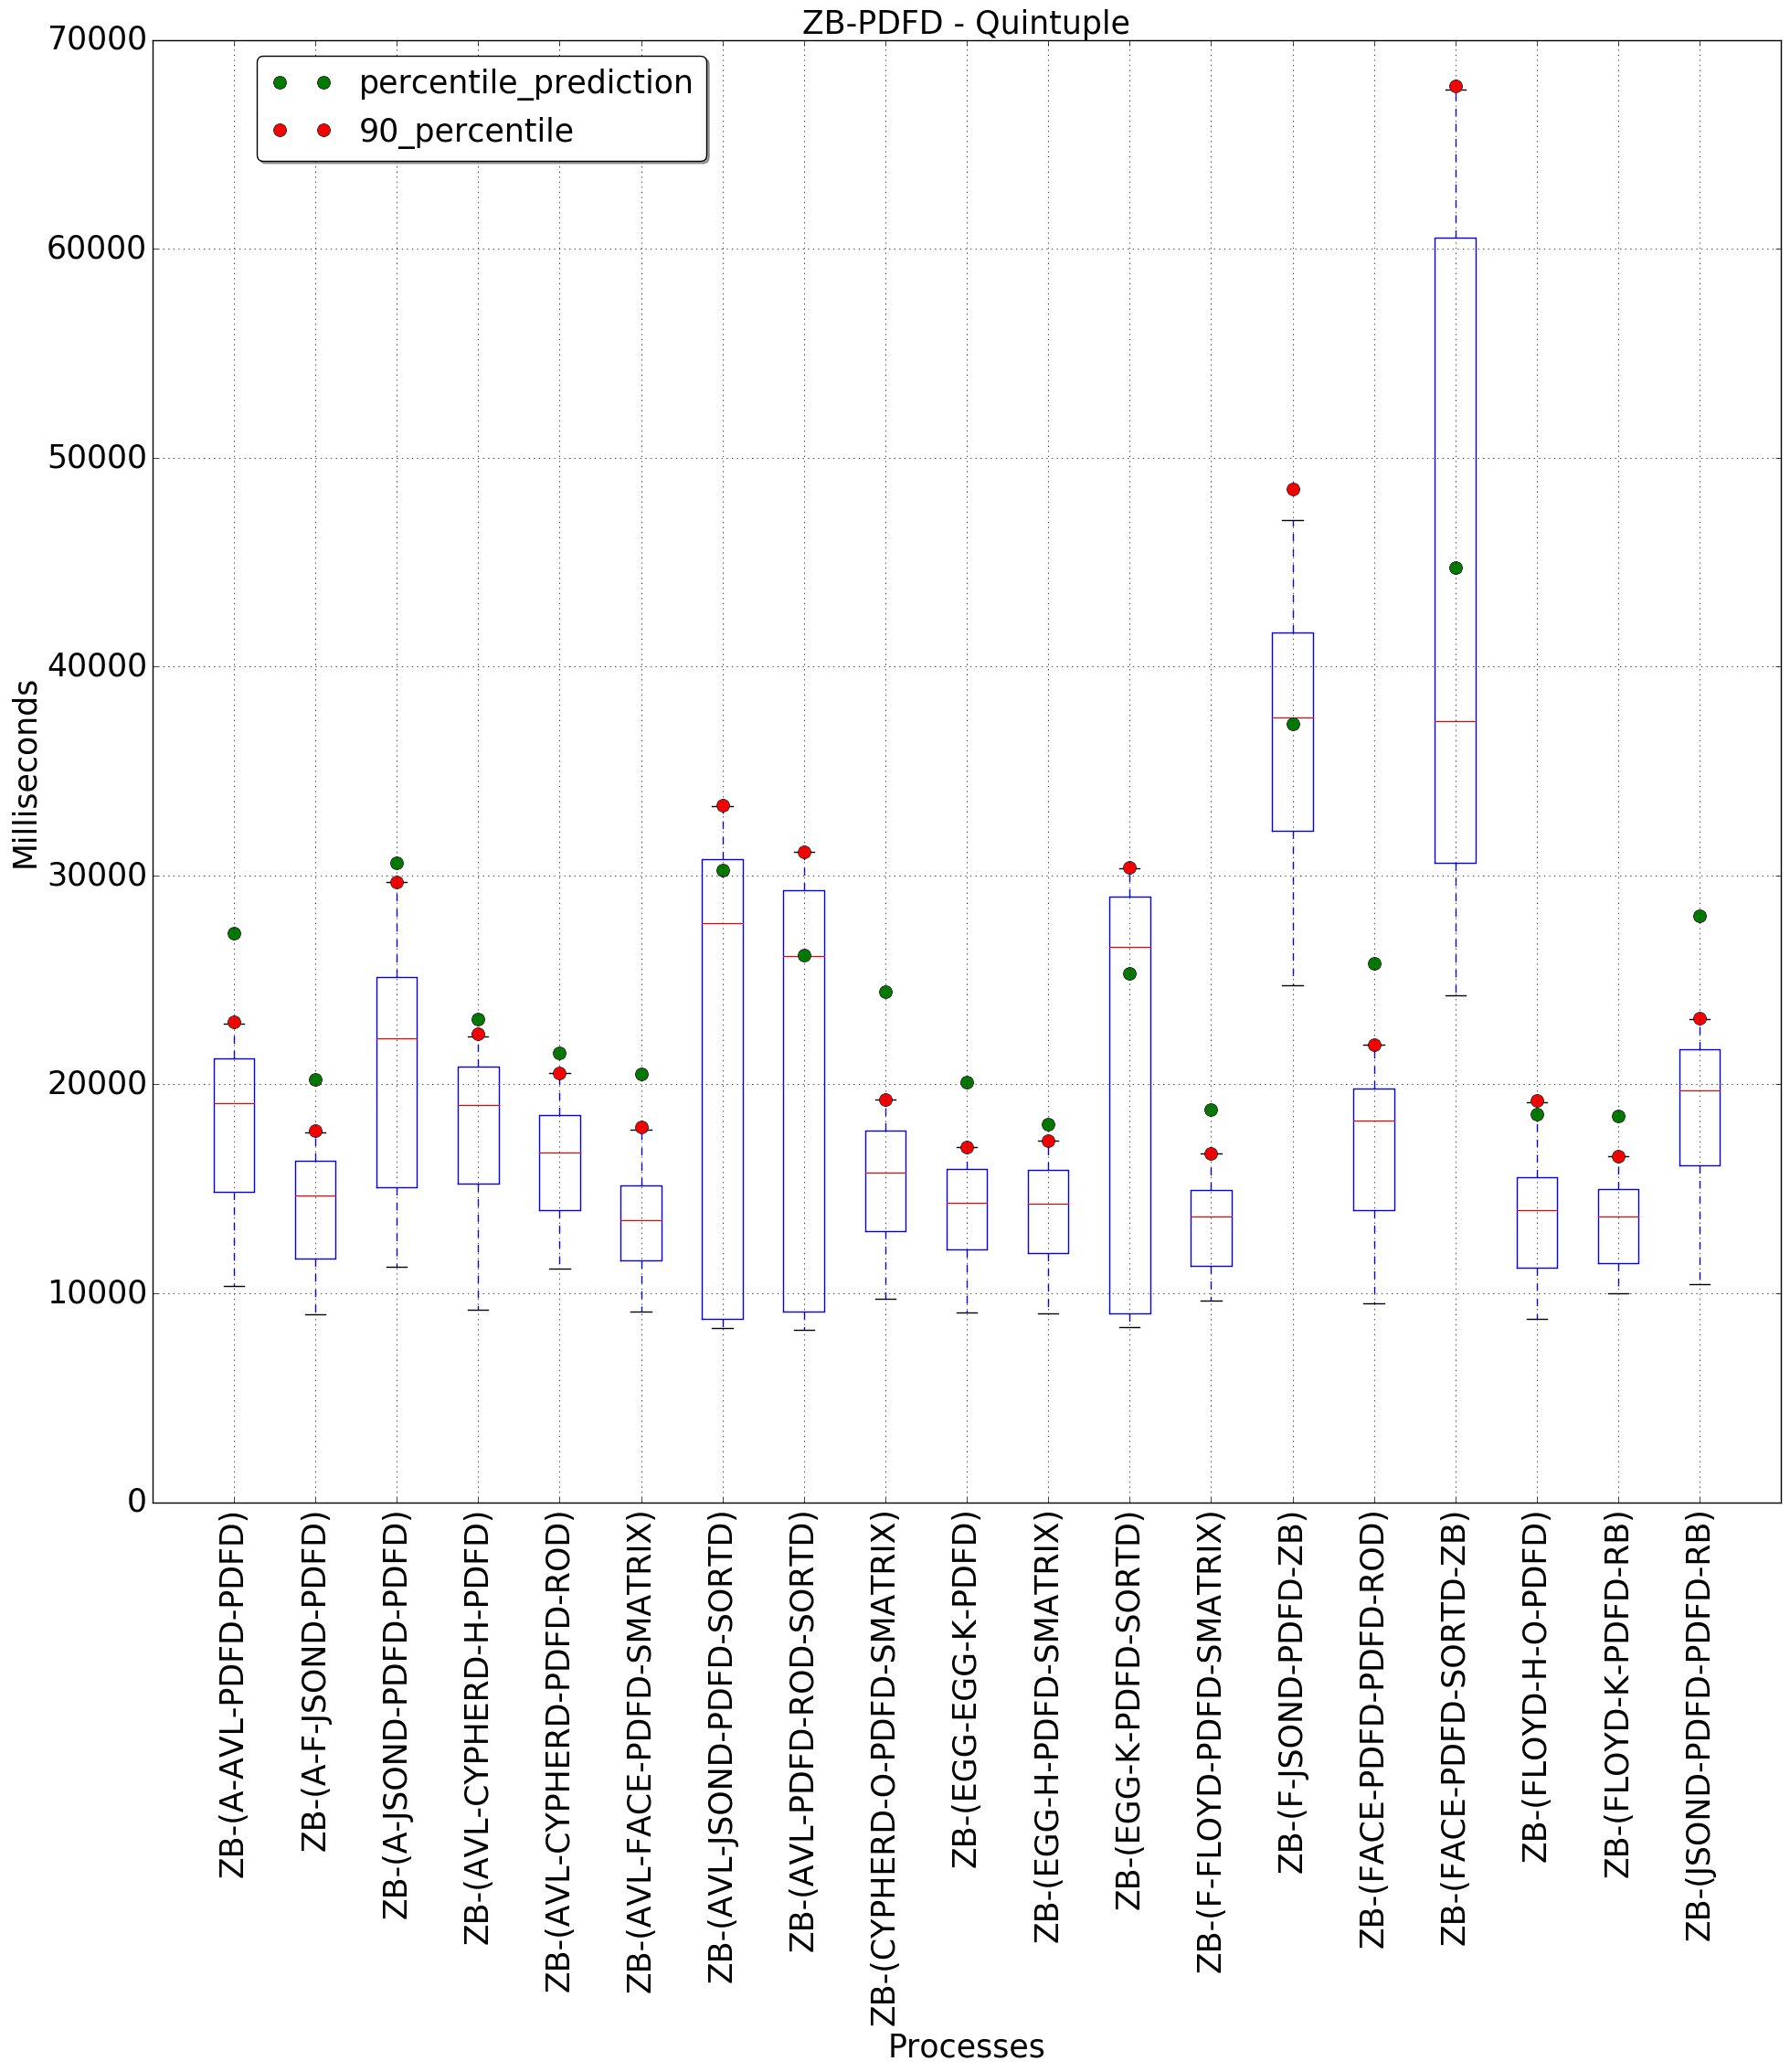 ZB-PDFD - Quintuple
percentile_prediction
90_percentile
70000
60000
50000
40000
30000
20000
10000
0
Milliseconds
ZB-(A-AVL-PDFD-PDFD)
ZB-(A-F-JSOND-PDFD)
ZB-(A-JSOND-PDFD-PDFD)
ZB-(AVL-CYPHERD-H-PDFD)
ZB-(AVL-CYPHERD-PDFD-ROD)
ZB-(AVL-FACE-PDFD-SMATRIX)
ZB-(AVL-JSOND-PDFD-SORTD)
ZB-(AVL-PDFD-ROD-SORTD)
ZB-(CYPHERD-O-PDFD-SMATRIX)
ZB-(EGG-EGG-K-PDFD)
ZB-(EGG-H-PDFD-SMATRIX)
ZB-(EGG-K-PDFD-SORTD)
ZB-(F-FLOYD-PDFD-SMATRIX)
ZB-(F-JSOND-PDFD-ZB)
ZB-(FACE-PDFD-PDFD-ROD)
ZB-(FACE-PDFD-SORTD-ZB)
ZB-(FLOYD-H-O-PDFD)
ZB-(FLOYD-K-PDFD-RB)
ZB-(JSOND-PDFD-PDFD-RB)
Processes